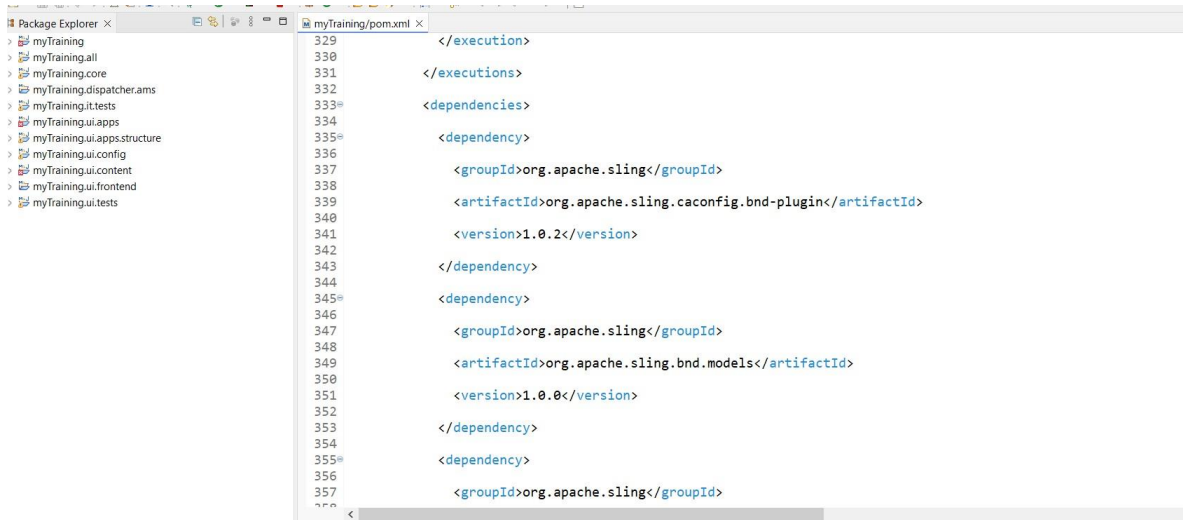 Package Explorer ×
myTraining
myTraining.all
myTraining.core
myTraining.dispatcher.ams
myTraining.it.tests
myTraining.ui.apps
myTraining.ui.apps.structure
myTraining.ui.config
myTraining.ui.content
myTraining.ui.frontend
myTraining.ui.tests
myTraining/pom.xml ×
329 </execution>
330
331 </executions>
332
333 <dependencies>
334
335 <dependency>
336
337 <groupId>org.apache.sling</groupId>
338
339 <artifactId>org.apache.sling.caconfig.bnd-plugin</artifactId>
340
341 <version>1.0.2</version>
342
343 </dependency>
344
345 <dependency>
346
347 <groupId>org.apache.sling</groupId>
348
349 <artifactId>org.apache.sling.bnd.models</artifactId>
350
351 <version>1.0.0</version>
352
353 </dependency>
354
355 <dependency>
356
357 <groupId>org.apache.sling</groupId>